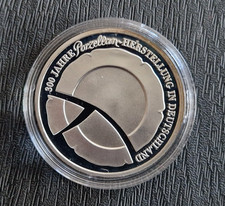 300 JAHRE Porzellan HERSTELLUNG IN DEUTSCHLAND